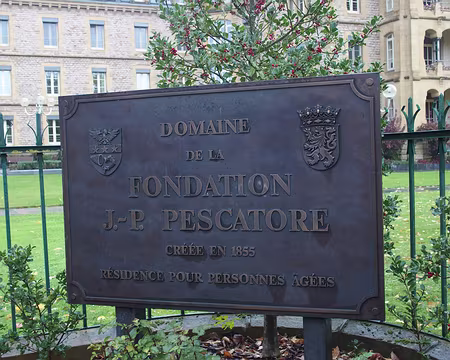 DOMAINE
DE LA
FONDATION
J.-P. PESCATORE
CRÉÉE EN 1855
RÉSIDENCE POUR PERSONNES ÂGÉES